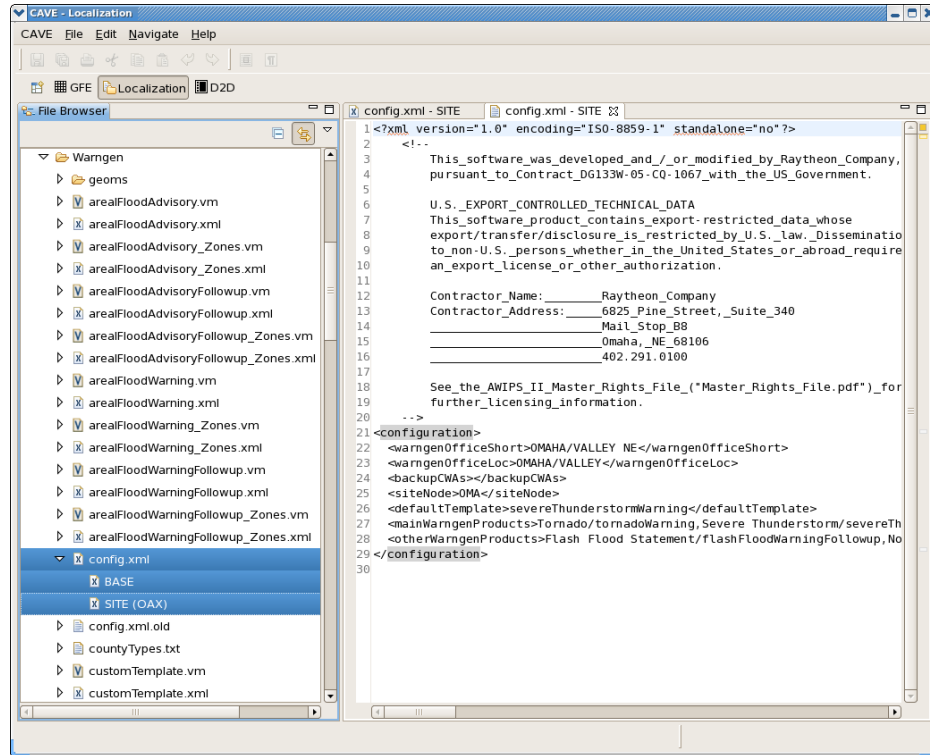 CAVE - Localization
CAVE File Edit Navigate Help
GFE Localization D2D
File Browser
Warngen
geoms
arealFloodAdvisory.vm
arealFloodAdvisory.xml
arealFloodAdvisory_Zones.vm
arealFloodAdvisory_Zones.xml
arealFloodAdvisoryFollowup.vm
arealFloodAdvisoryFollowup.xml
arealFloodAdvisoryFollowup_Zones.vm
arealFloodAdvisoryFollowup_Zones.xml
arealFloodWarning.vm
arealFloodWarning.xml
arealFloodWarning_Zones.vm
arealFloodWarning_Zones.xml
arealFloodWarningFollowup.vm
arealFloodWarningFollowup.xml
arealFloodWarningFollowup_Zones.vm
arealFloodWarningFollowup_Zones.xml
config.xml
BASE
SITE (OAX)
config.xml.old
countyTypes.txt
customTemplate.vm
customTemplate.xml
config.xml - SITE config.xml - SITE
1 <?xml version="1.0" encoding="ISO-8859-1" standalone="no"?>
2 <!--
3 This_software_was_developed_and_/_or_modified_by_Raytheon_Company,
4 pursuant_to_Contract_DG133W-05-CQ-1067_with_the_US_Government.
5
6 U.S._EXPORT_CONTROLLED_TECHNICAL_DATA
7 This_software_product_contains_export-restricted_data_whose
8 export/transfer/disclosure_is_restricted_by_U.S._law._Disseminatio
9 to_non-U.S._persons_whether_in_the_United_States_or_abroad_require
10 an_export_license_or_other_authorization.
11
12 Contractor_Name:________Raytheon_Company
13 Contractor_Address:_____6825_Pine_Street,_Suite_340
14 ________________________Mail_Stop_B8
15 ________________________Omaha,_NE_68106
16 ________________________402.291.0100
17
18 See_the_AWIPS_II_Master_Rights_File_("Master_Rights_File.pdf")_for
19 further_licensing_information.
20 -->
21 <configuration>
22 <warngenOfficeShort>OMAHA/VALLEY NE</warngenOfficeShort>
23 <warngenOfficeLoc>OMAHA/VALLEY</warngenOfficeLoc>
24 <backupCWAs></backupCWAs>
25 <siteNode>OMA</siteNode>
26 <defaultTemplate>severeThunderstormWarning</defaultTemplate>
27 <mainWarngenProducts>Tornado/tornadoWarning,Severe Thunderstorm/severeTh
28 <otherWarngenProducts>Flash Flood Statement/flashFloodWarningFollowup,No
29 </configuration>
30